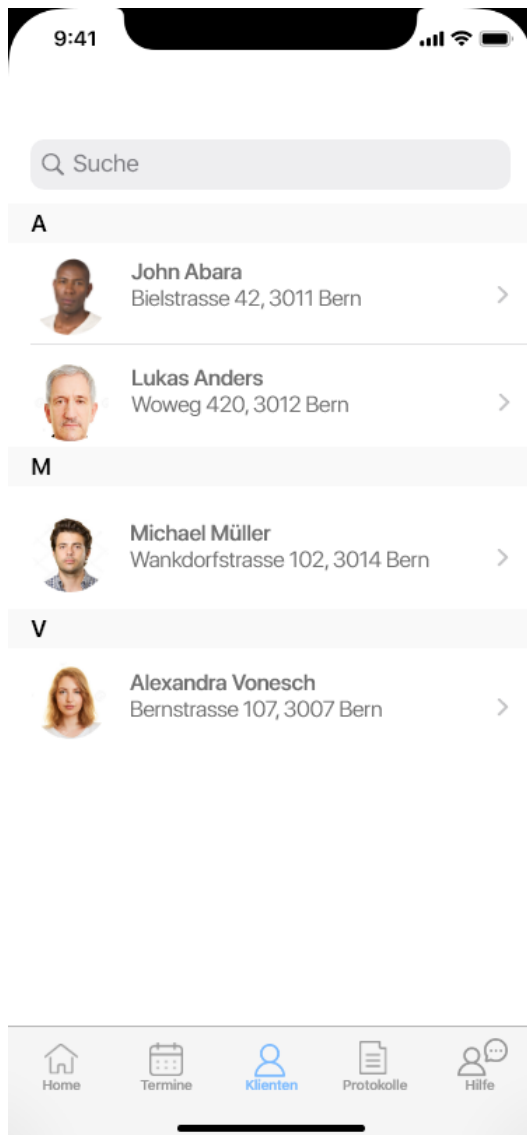 9:41
Suche
A
John Abara
Bielstrasse 42, 3011 Bern
Lukas Anders
Woweg 420, 3012 Bern
M
Michael Müller
Wankdorfstrasse 102, 3014 Bern
V
Alexandra Vonesch
Bernstrasse 107, 3007 Bern
Home Termine Klienten Protokolle Hilfe